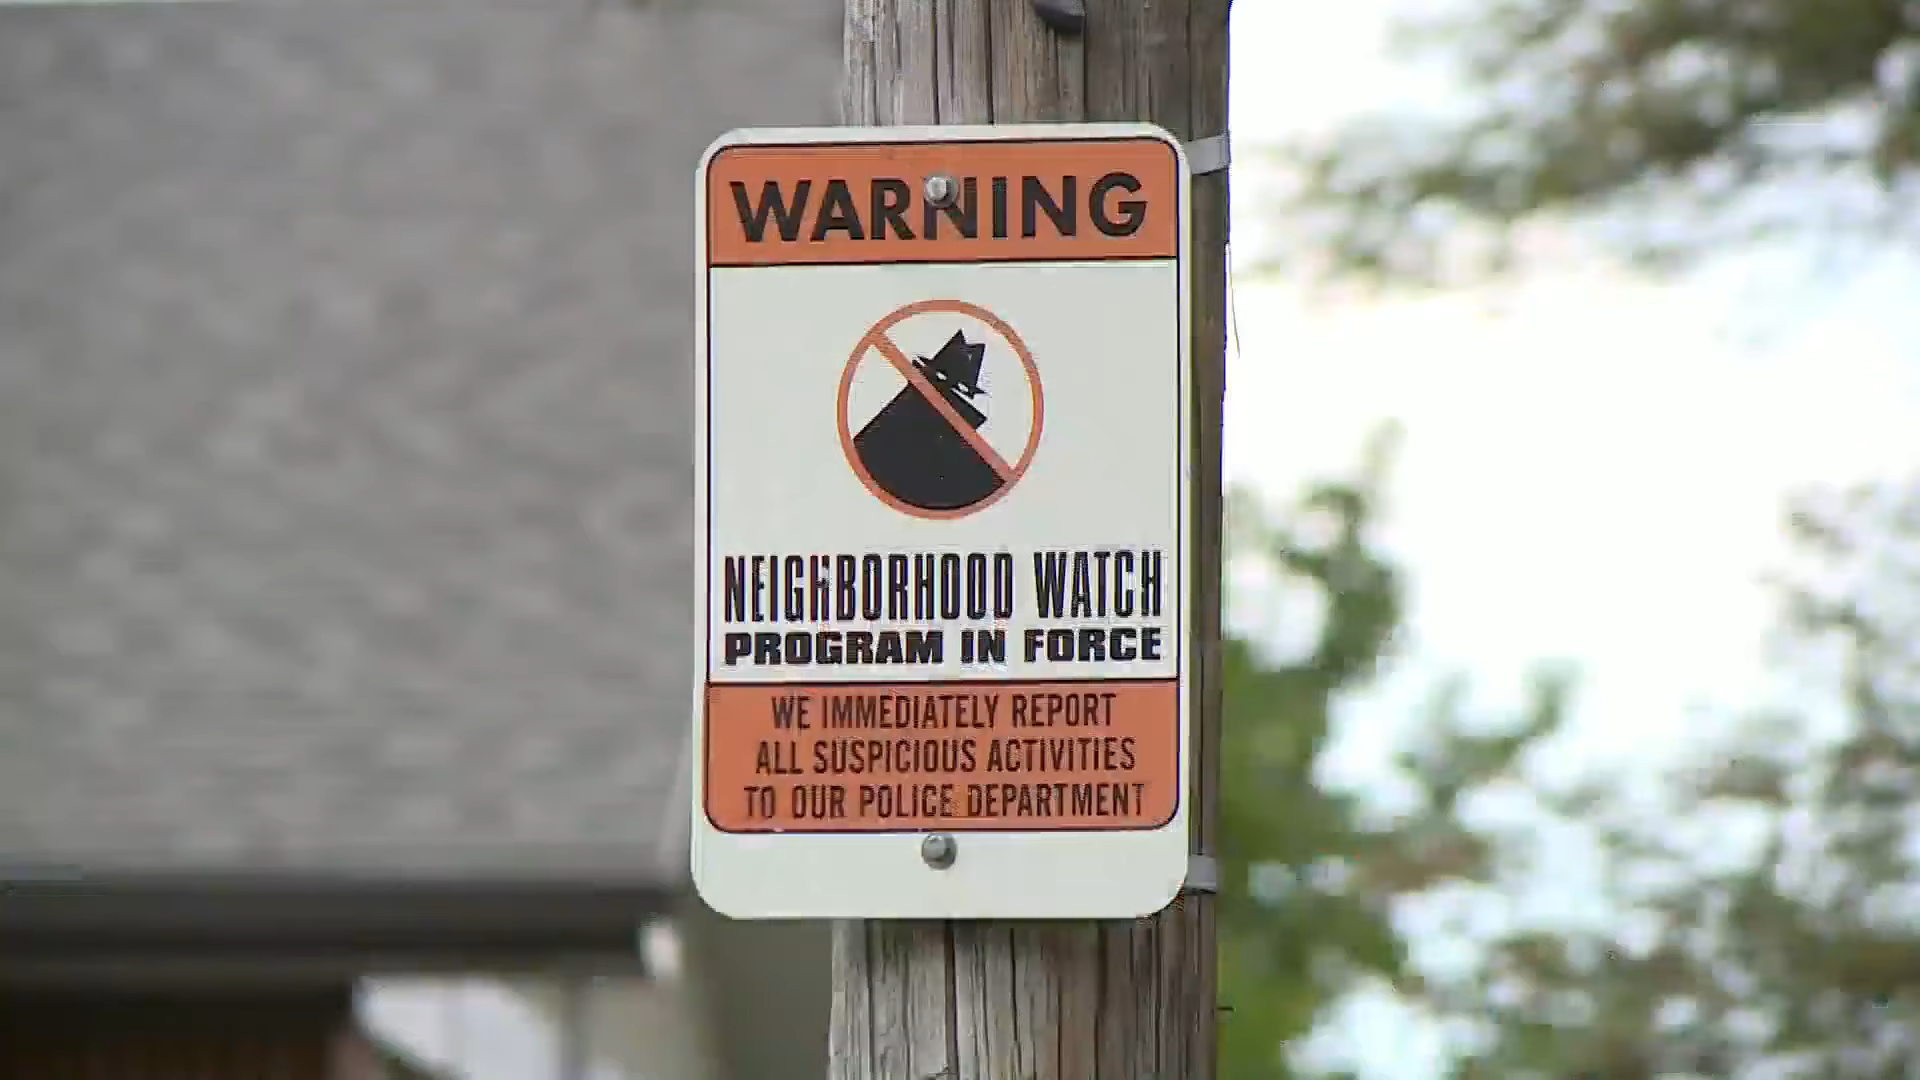 WARNING
NEIGHBORHOOD WATCH
PROGRAM IN FORCE
WE IMMEDIATELY REPORT
ALL SUSPICIOUS ACTIVITIES
TO OUR POLICE DEPARTMENT